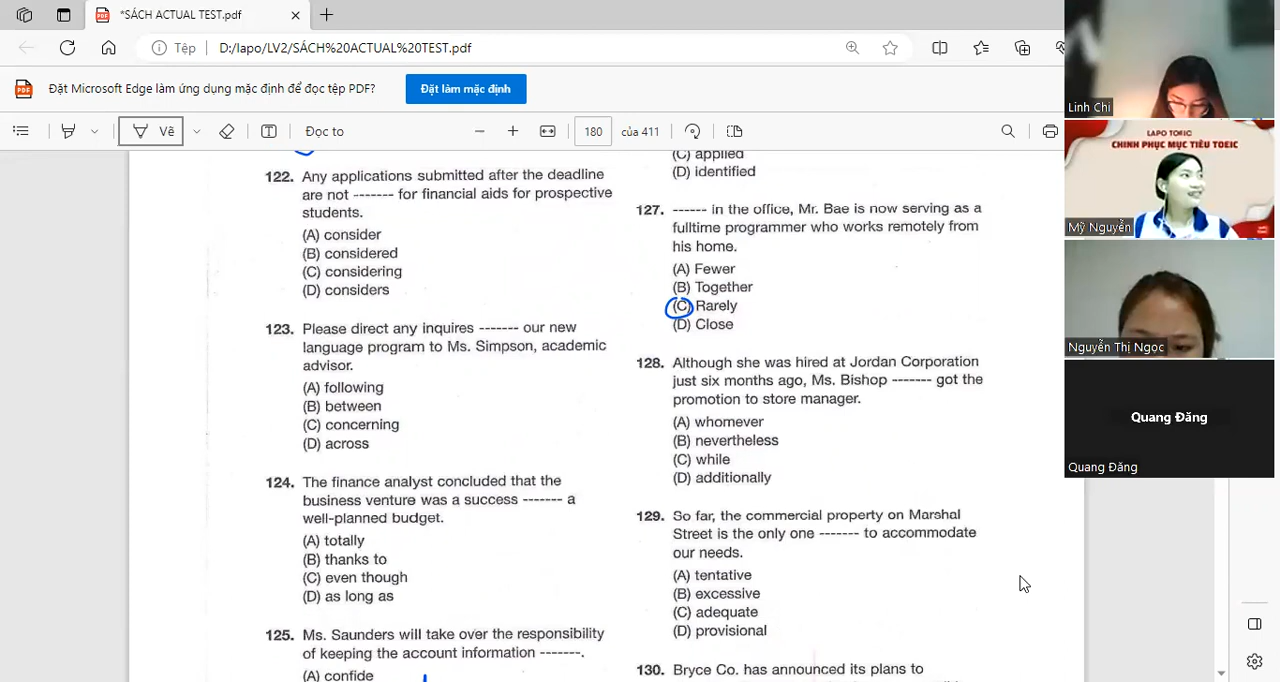 *SÁCH ACTUAL TEST.pdf
Tệp
D:/lapo/LV2/SÁCH%20ACTUAL%20TEST.pdf
Đặt Microsoft Edge làm ứng dụng mặc định để đọc tệp PDF?
Đặt làm mặc định
Vẽ
Đọc to
180
của 411
122. Any applications submitted after the deadline
are not ------- for financial aids for prospective
students.
(A) consider
(B) considered
(C) considering
(D) considers
123. Please direct any inquires ------- our new
language program to Ms. Simpson, academic
advisor.
(A) following
(B) between
(C) concerning
(D) across
124. The finance analyst concluded that the
business venture was a success ------- a
well-planned budget.
(A) totally
(B) thanks to
(C) even though
(D) as long as
125. Ms. Saunders will take over the responsibility
of keeping the account information -------.
(A) confide
(C) applied
(D) identified
127. ------ in the office, Mr. Bae is now serving as a
fulltime programmer who works remotely from
his home.
(A) Fewer
(B) Together
(C) Rarely
(D) Close
128. Although she was hired at Jordan Corporation
just six months ago, Ms. Bishop ------- got the
promotion to store manager.
(A) whomever
(B) nevertheless
(C) while
(D) additionally
129. So far, the commercial property on Marshal
Street is the only one ------- to accommodate
our needs.
(A) tentative
(B) excessive
(C) adequate
(D) provisional
130. Bryce Co. has announced its plans to
Linh Chi
LAPO TOEIC
CHINH PHỤC MỤC TIÊU TOEIC
Mỹ Nguyễn
Nguyễn Thị Ngọc
Quang Đăng
Quang Đăng